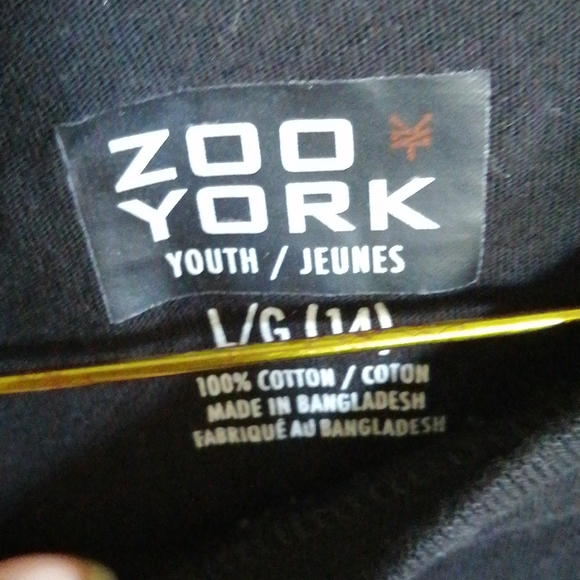 ZOO
YORK
YOUTH / JEUNES
L/G (14)
100% COTTON / COTON
MADE IN BANGLADESH
FABRIQUÉ AU BANGLADESH